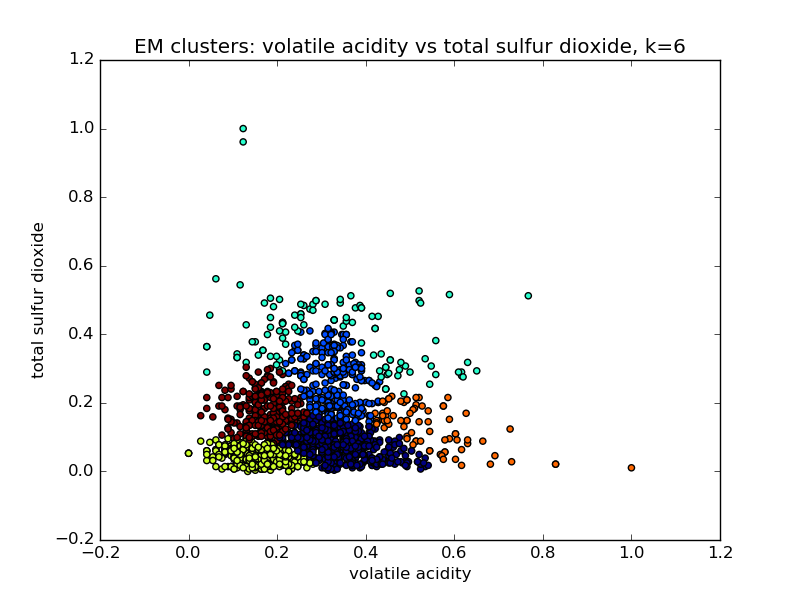 EM clusters: volatile acidity vs total sulfur dioxide, k=6
1.2
1.0
0.8
0.6
0.4
0.2
0.0
−0.2
total sulfur dioxide
−0.2 0.0 0.2 0.4 0.6 0.8 1.0 1.2
volatile acidity